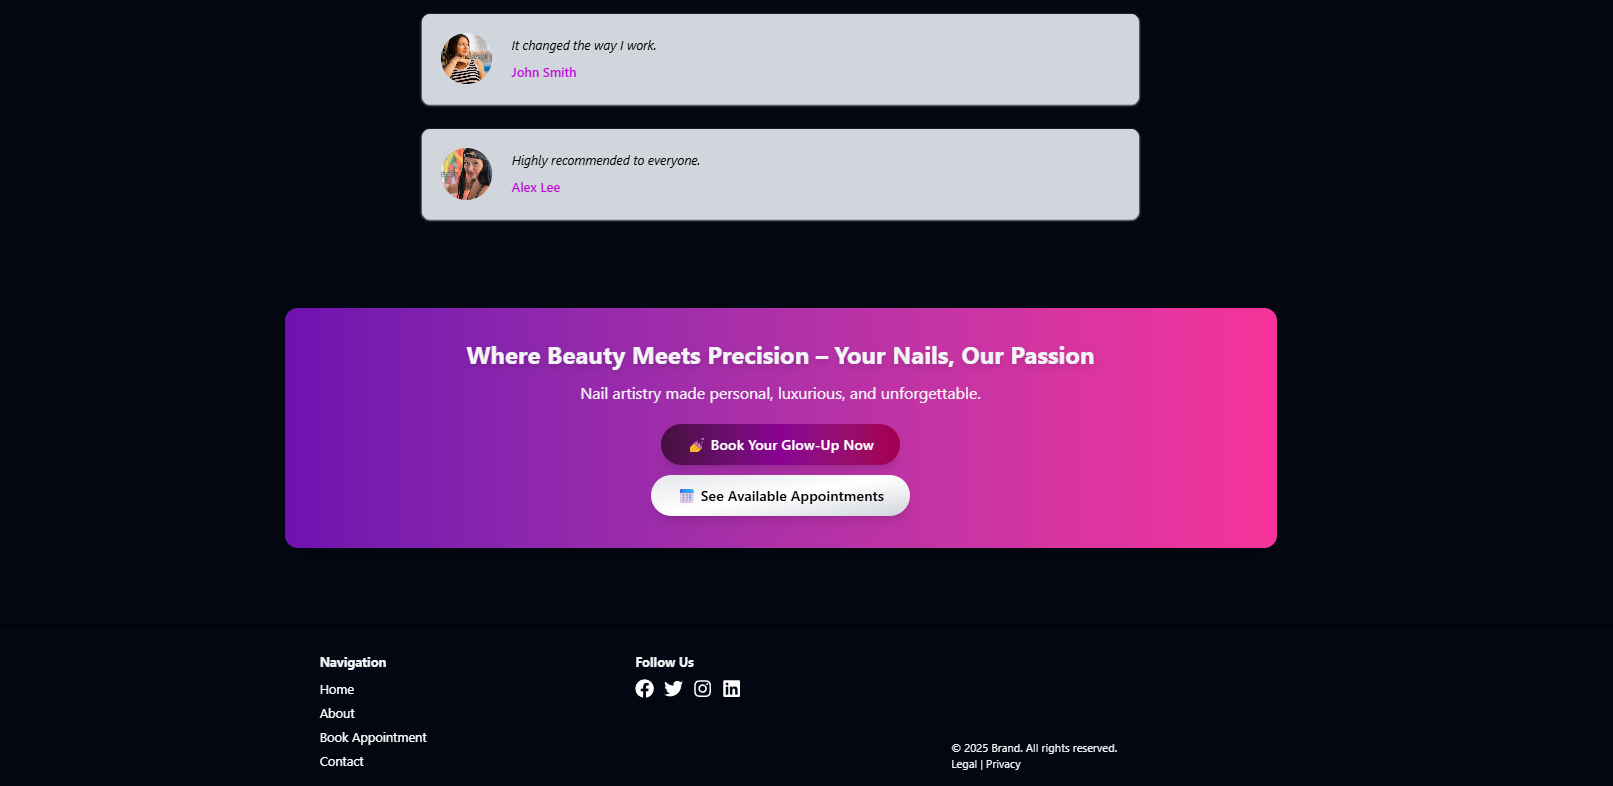 It changed the way I work.
John Smith
Highly recommended to everyone.
Alex Lee
Where Beauty Meets Precision – Your Nails, Our Passion
Nail artistry made personal, luxurious, and unforgettable.
💅 Book Your Glow-Up Now
📅 See Available Appointments
Navigation
Home
About
Book Appointment
Contact
Follow Us
© 2025 Brand. All rights reserved.
Legal | Privacy